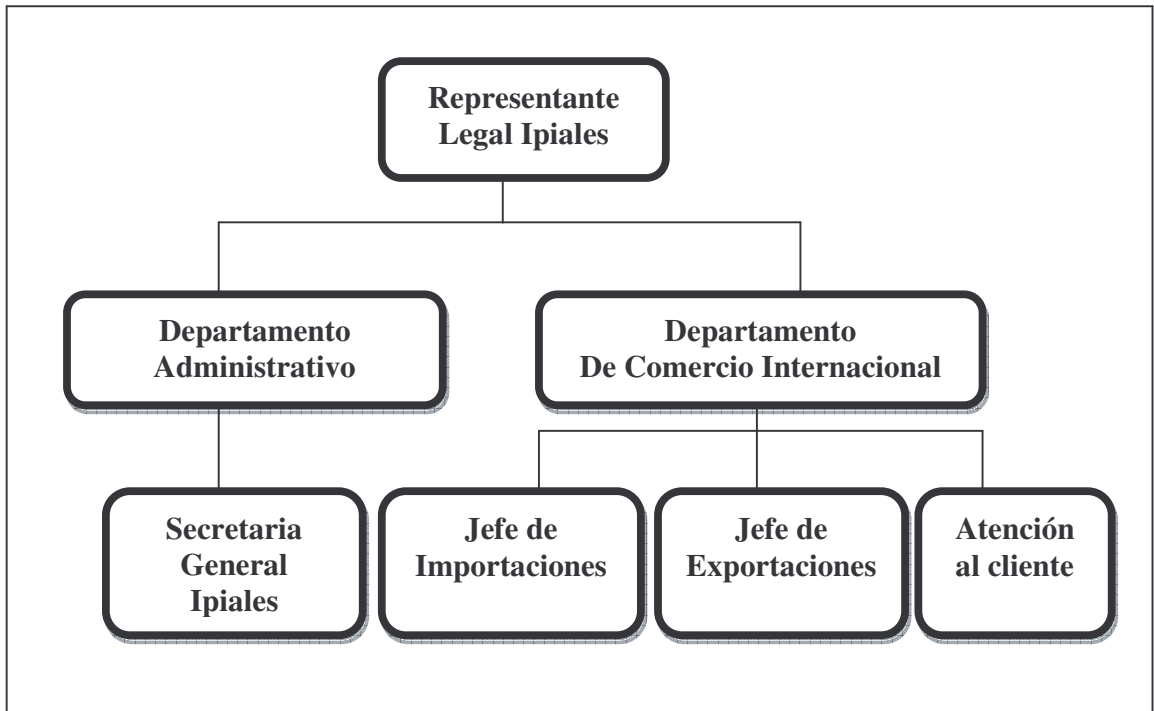 Representante
Legal Ipiales
Departamento
Administrativo
Departamento
De Comercio Internacional
Secretaria
General
Ipiales
Jefe de
Importaciones
Jefe de
Exportaciones
Atención
al cliente